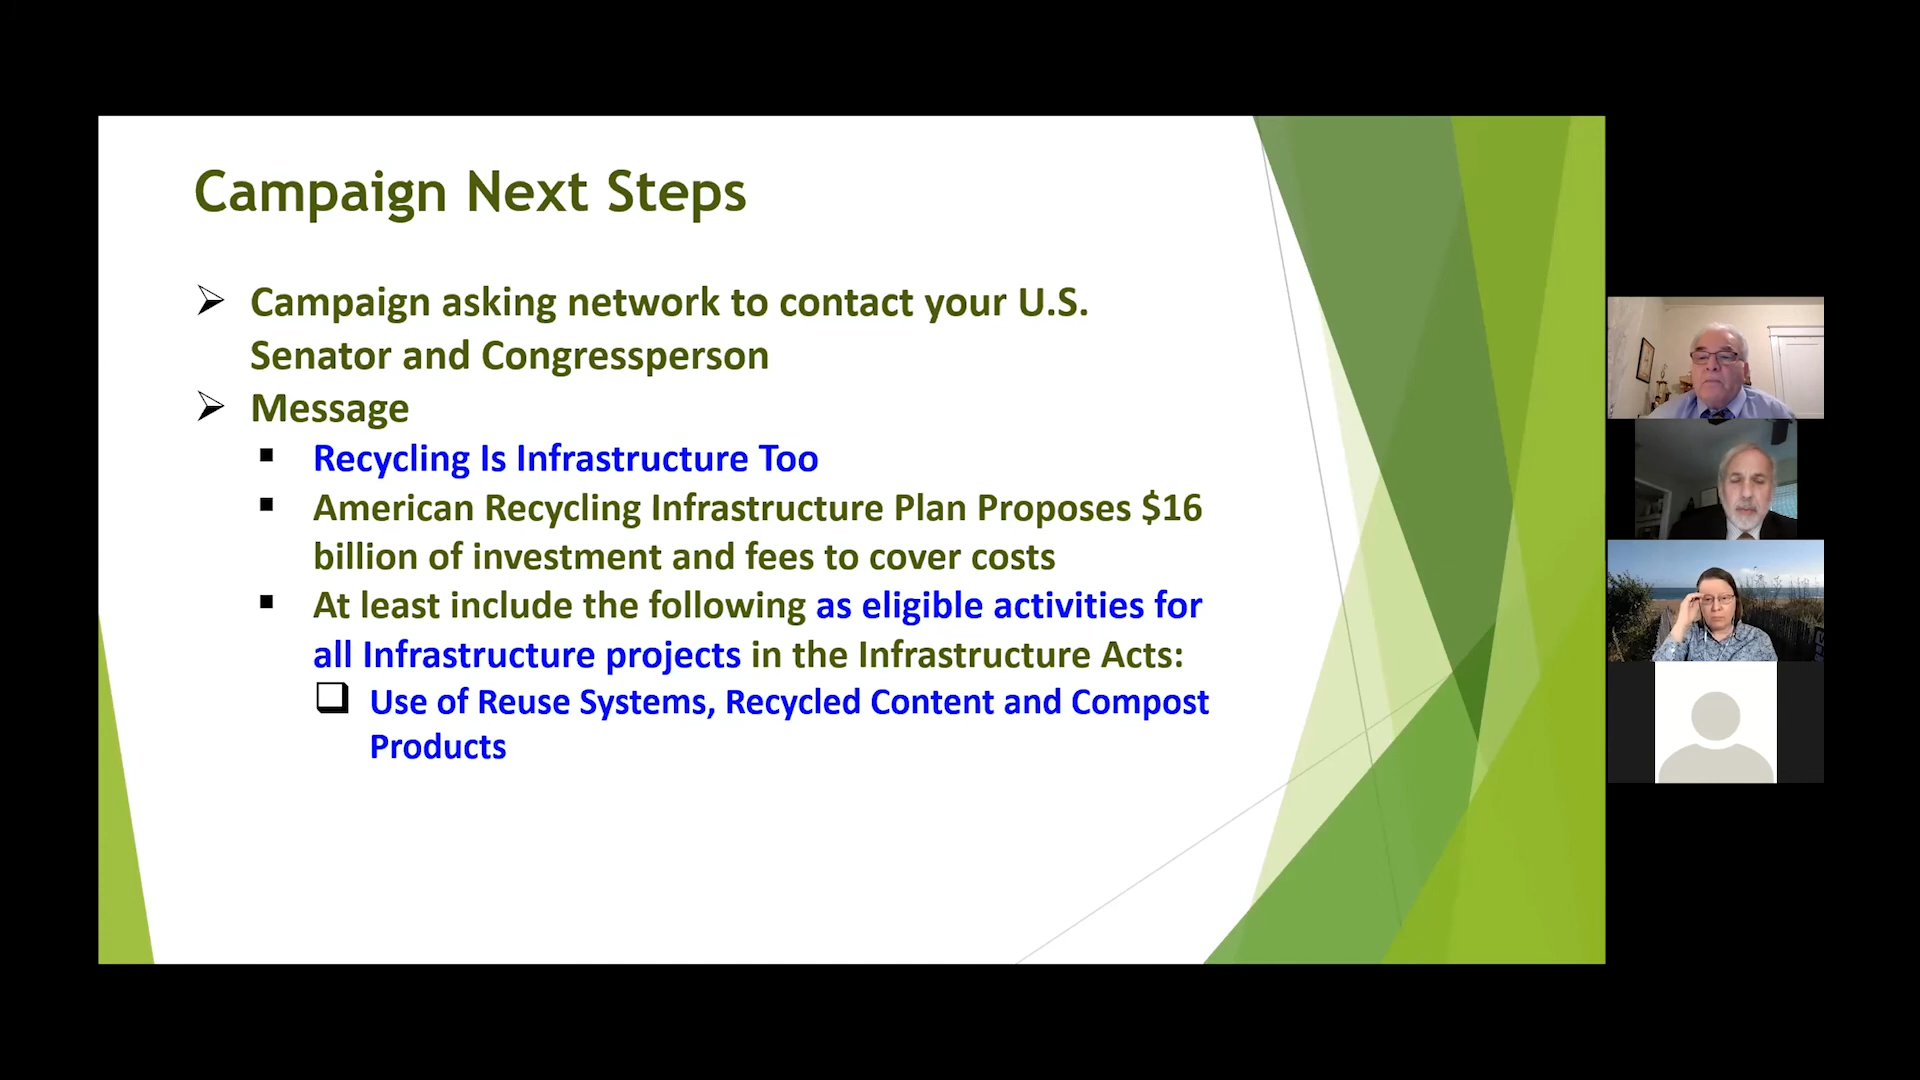 Campaign Next Steps
Campaign asking network to contact your U.S.
Senator and Congressperson
Message
Recycling Is Infrastructure Too
American Recycling Infrastructure Plan Proposes $16
billion of investment and fees to cover costs
At least include the following as eligible activities for
all Infrastructure projects in the Infrastructure Acts:
Use of Reuse Systems, Recycled Content and Compost
Products